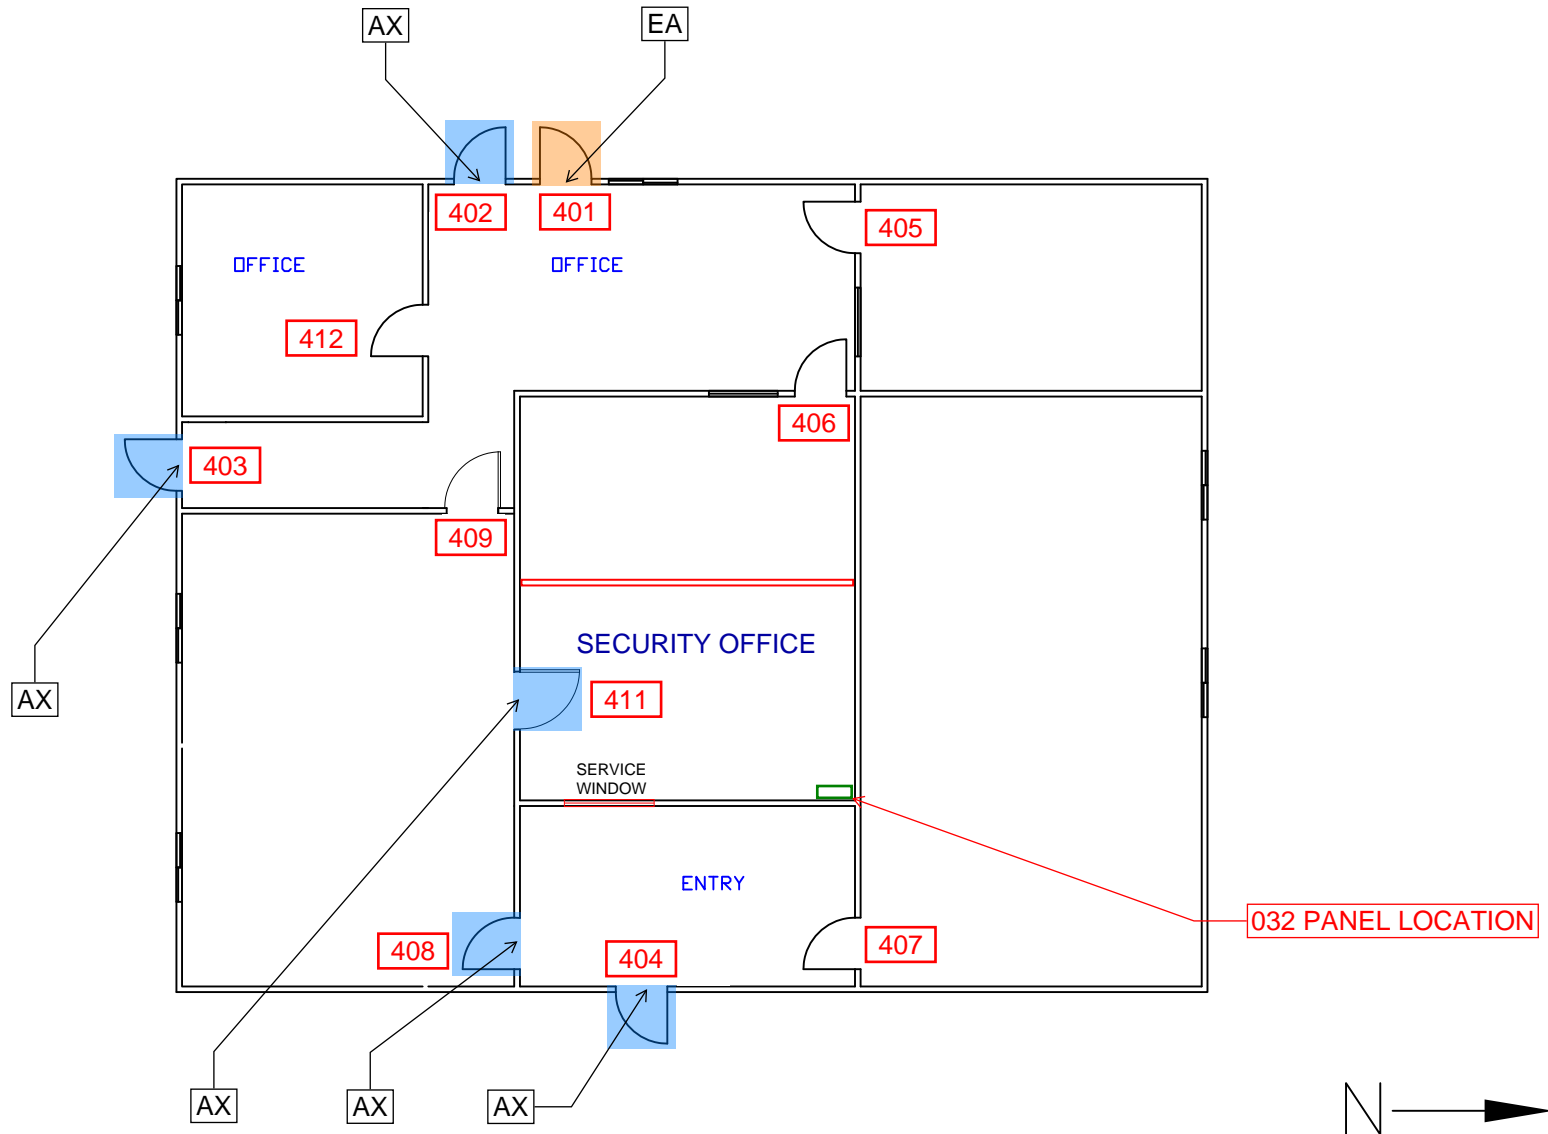 AX
EA
402
401
405
OFFICE
OFFICE
412
406
403
409
SECURITY OFFICE
AX
411
SERVICE
WINDOW
ENTRY
032 PANEL LOCATION
408
404
407
AX
AX
AX
N